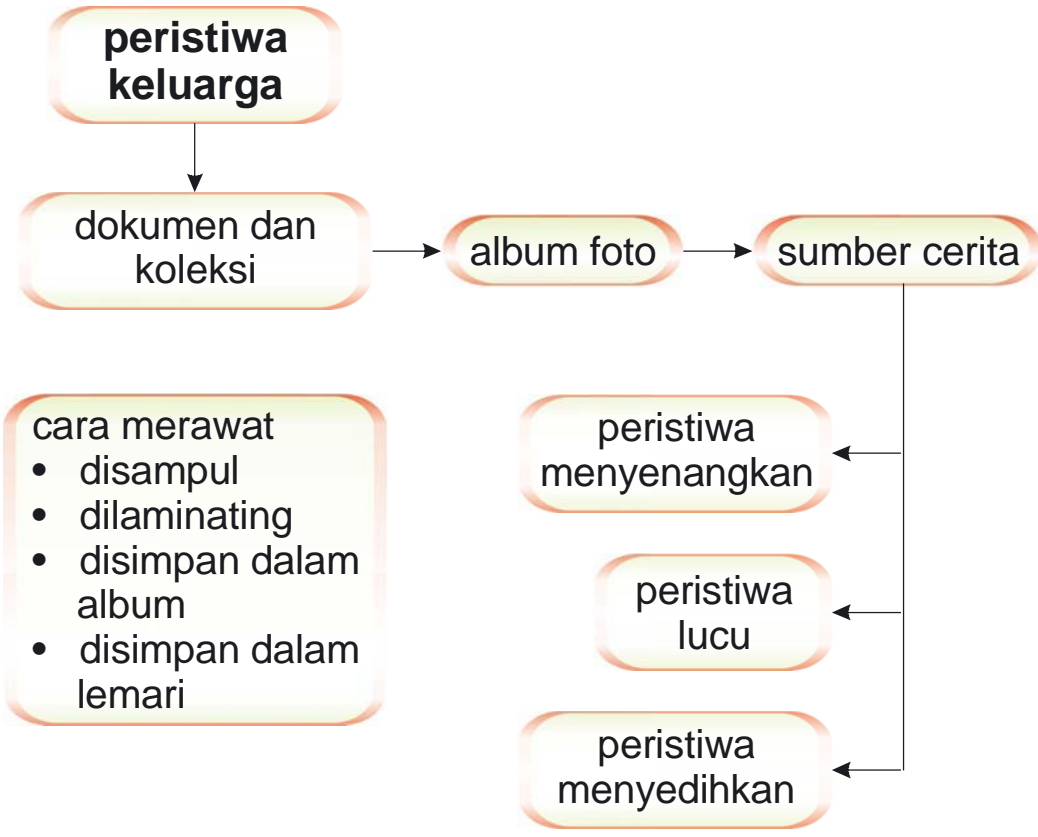 peristiwa
keluarga
dokumen dan
koleksi
album foto
sumber cerita
cara merawat
• disampul
• dilaminating
• disimpan dalam
album
• disimpan dalam
lemari
peristiwa
menyenangkan
peristiwa
lucu
peristiwa
menyedihkan